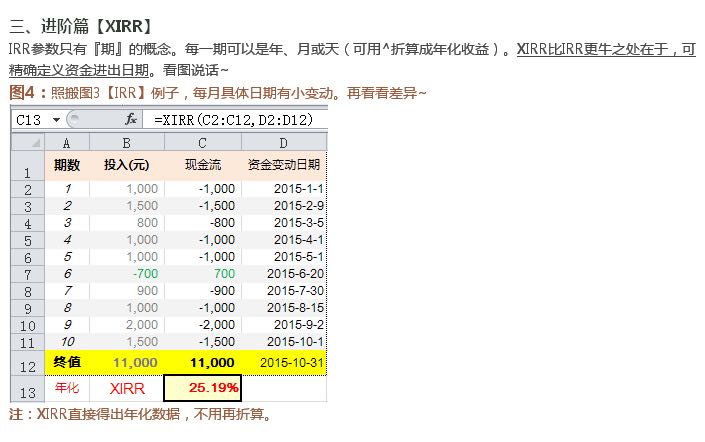 三、进阶篇【XIRR】
IRR参数只有『期』的概念。每一期可以是年、月或天（可用^折算成年化收益）。XIRR比IRR更牛之处在于，可
精确定义资金进出日期。看图说话~
图4：照搬图3【IRR】例子，每月具体日期有小变动。再看看差异~
C13 fx =XIRR(C2:C12,D2:D12)
A B C D
1 期数 投入(元) 现金流 资金变动日期
2 1 1,000 -1,000 2015-1-1
3 2 1,500 -1,500 2015-2-9
4 3 800 -800 2015-3-5
5 4 1,000 -1,000 2015-4-1
6 5 1,000 -1,000 2015-5-1
7 6 -700 700 2015-6-20
8 7 900 -900 2015-7-30
9 8 1,000 -1,000 2015-8-15
10 9 2,000 -2,000 2015-9-2
11 10 1,500 -1,500 2015-10-1
12 终值 11,000 11,000 2015-10-31
13 年化 XIRR 25.19%
注：XIRR直接得出年化数据，不用再折算。